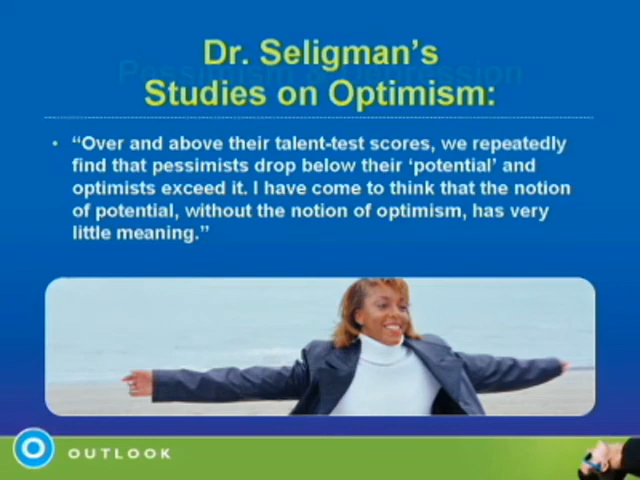 Dr. Seligman's
Pessimism & Depression
Studies on Optimism:
• “Over and above their talent-test scores, we repeatedly
find that pessimists drop below their ‘potential’ and
optimists exceed it. I have come to think that the notion
of potential, without the notion of optimism, has very
little meaning.”
OUTLOOK